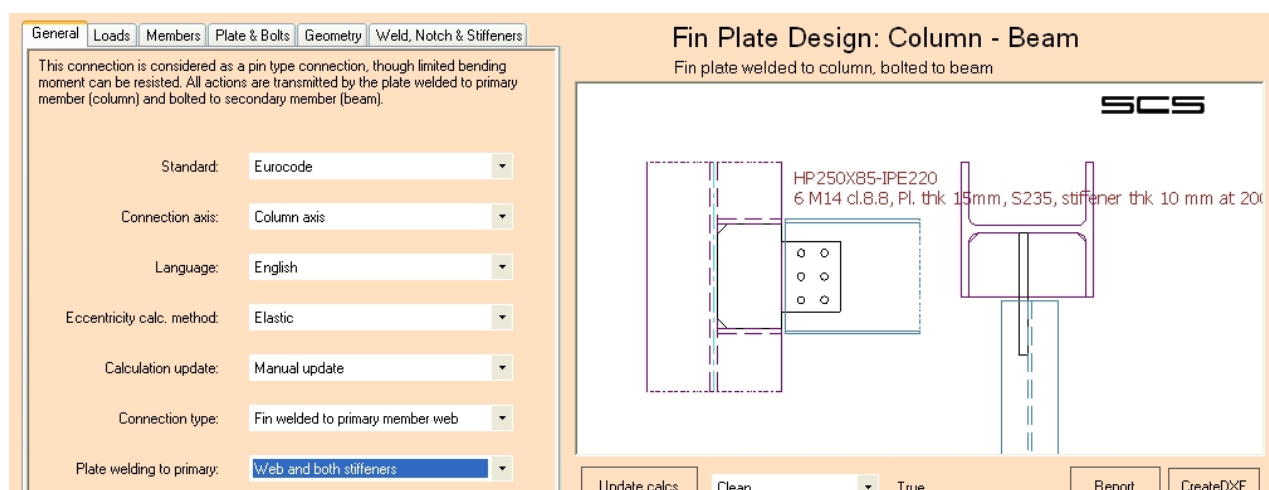 General Loads Members Plate & Bolts Geometry Weld, Notch & Stiffeners
This connection is considered as a pin type connection, though limited bending
moment can be resisted. All actions are transmitted by the plate welded to primary
member (column) and bolted to secondary member (beam).
Standard: Eurocode
Connection axis: Column axis
Language: English
Eccentricity calc. method: Elastic
Calculation update: Manual update
Connection type: Fin welded to primary member web
Plate welding to primary: Web and both stiffeners
Fin Plate Design: Column - Beam
Fin plate welded to column, bolted to beam
SCS
HP250X85-IPE220
6 M14 cl.8.8, Pl. thk 15mm, S235, stiffener thk 10 mm at 200
Update calcs Clean True Report CreateDXF